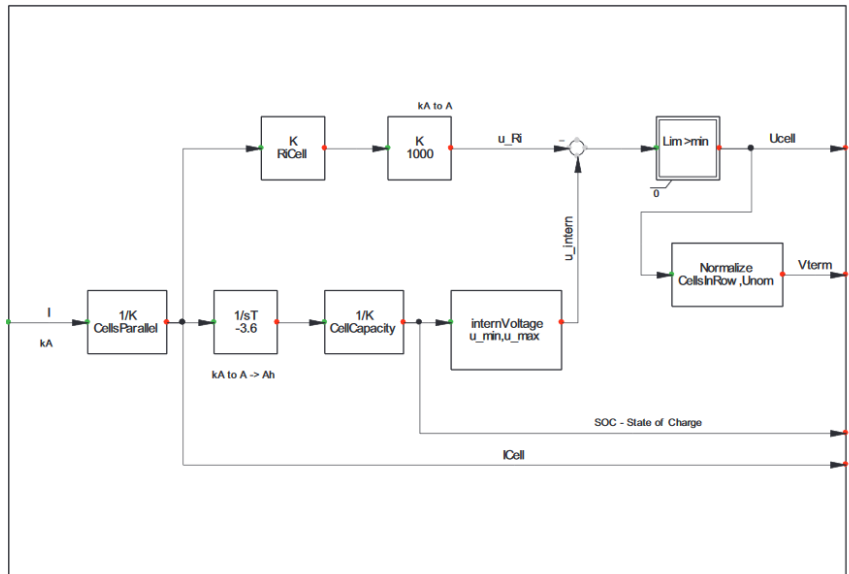 kA to A
K
RiCell
K
1000
u_Ri
−
Lim >min
0
Ucell
u_intern
Normalize
CellsInRow ,Unom
Vterm
I
kA
1/K
CellsParallel
1/sT
-3.6
kA to A -> Ah
1/K
CellCapacity
internVoltage
u_min,u_max
SOC - State of Charge
ICell